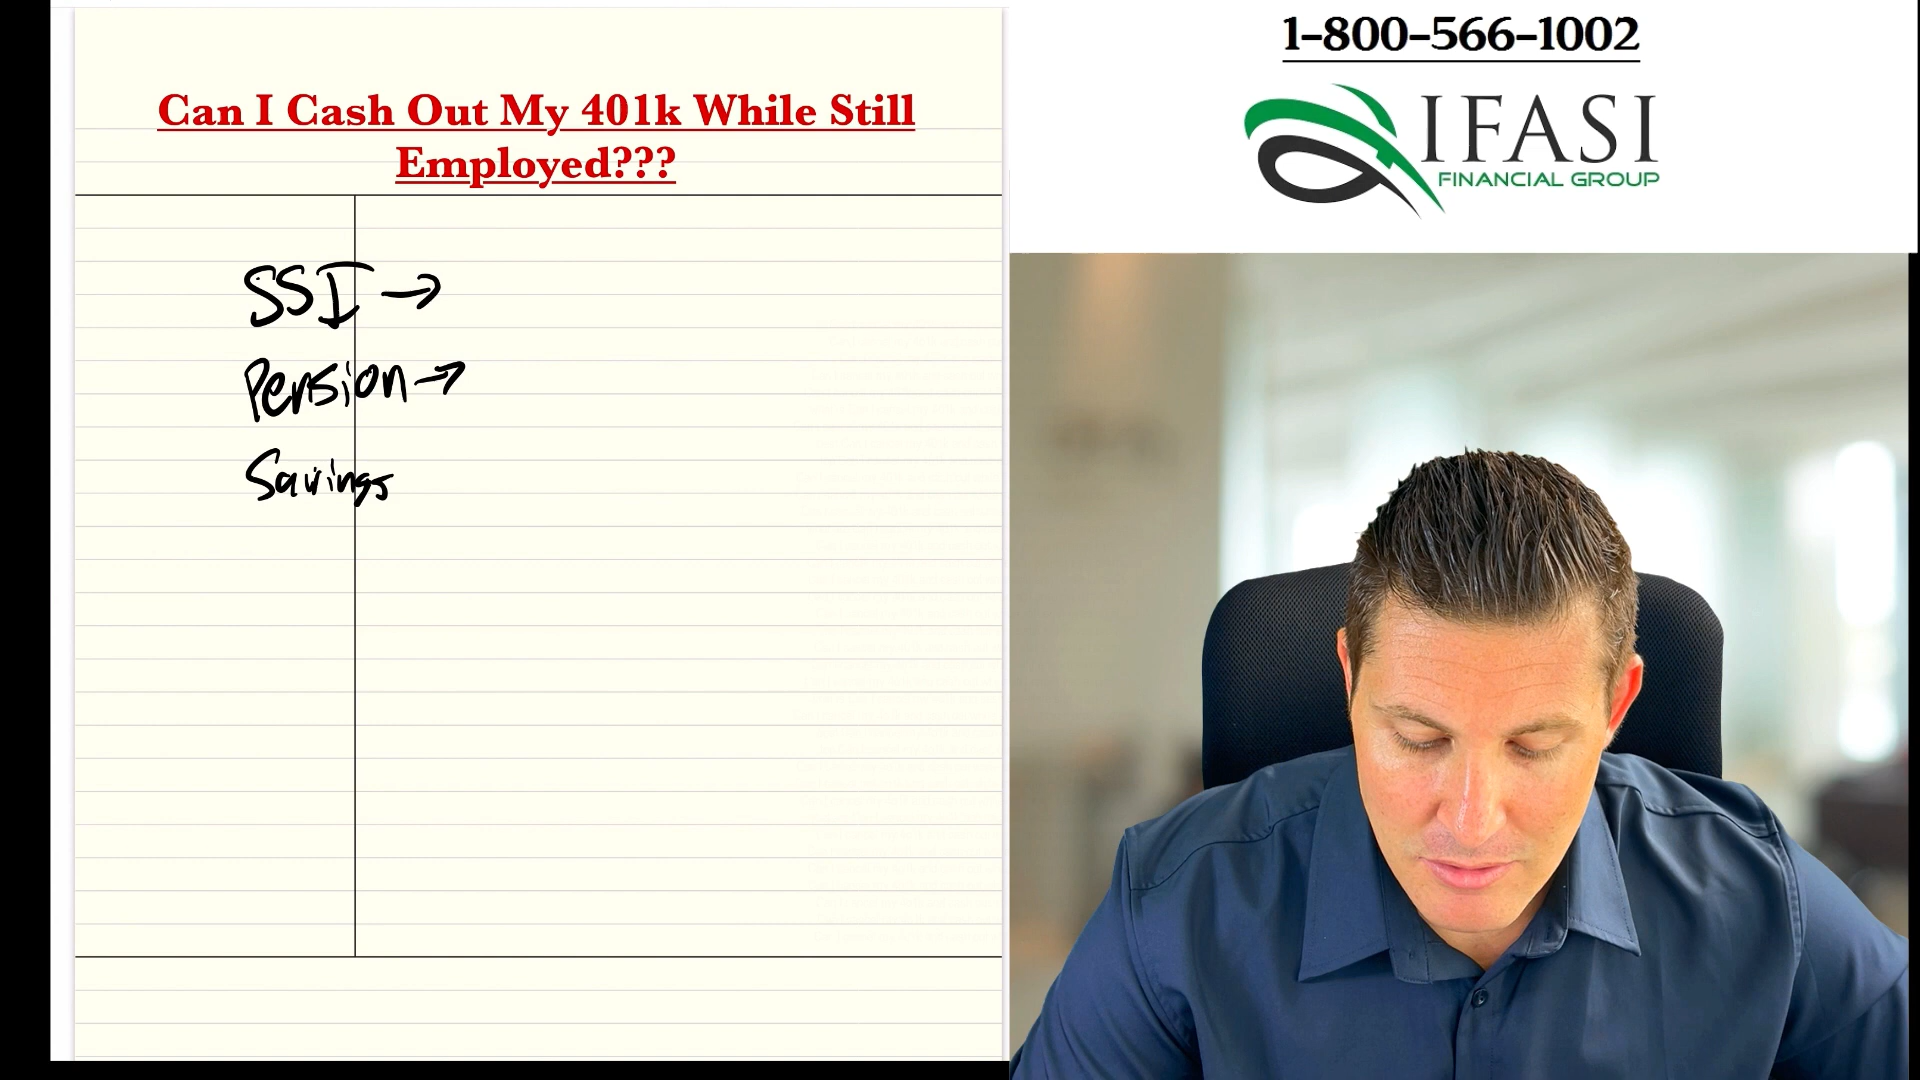 Can I Cash Out My 401k While Still
Employed???
SSI →
Pension →
Savings
1-800-566-1002
IFASI
FINANCIAL GROUP